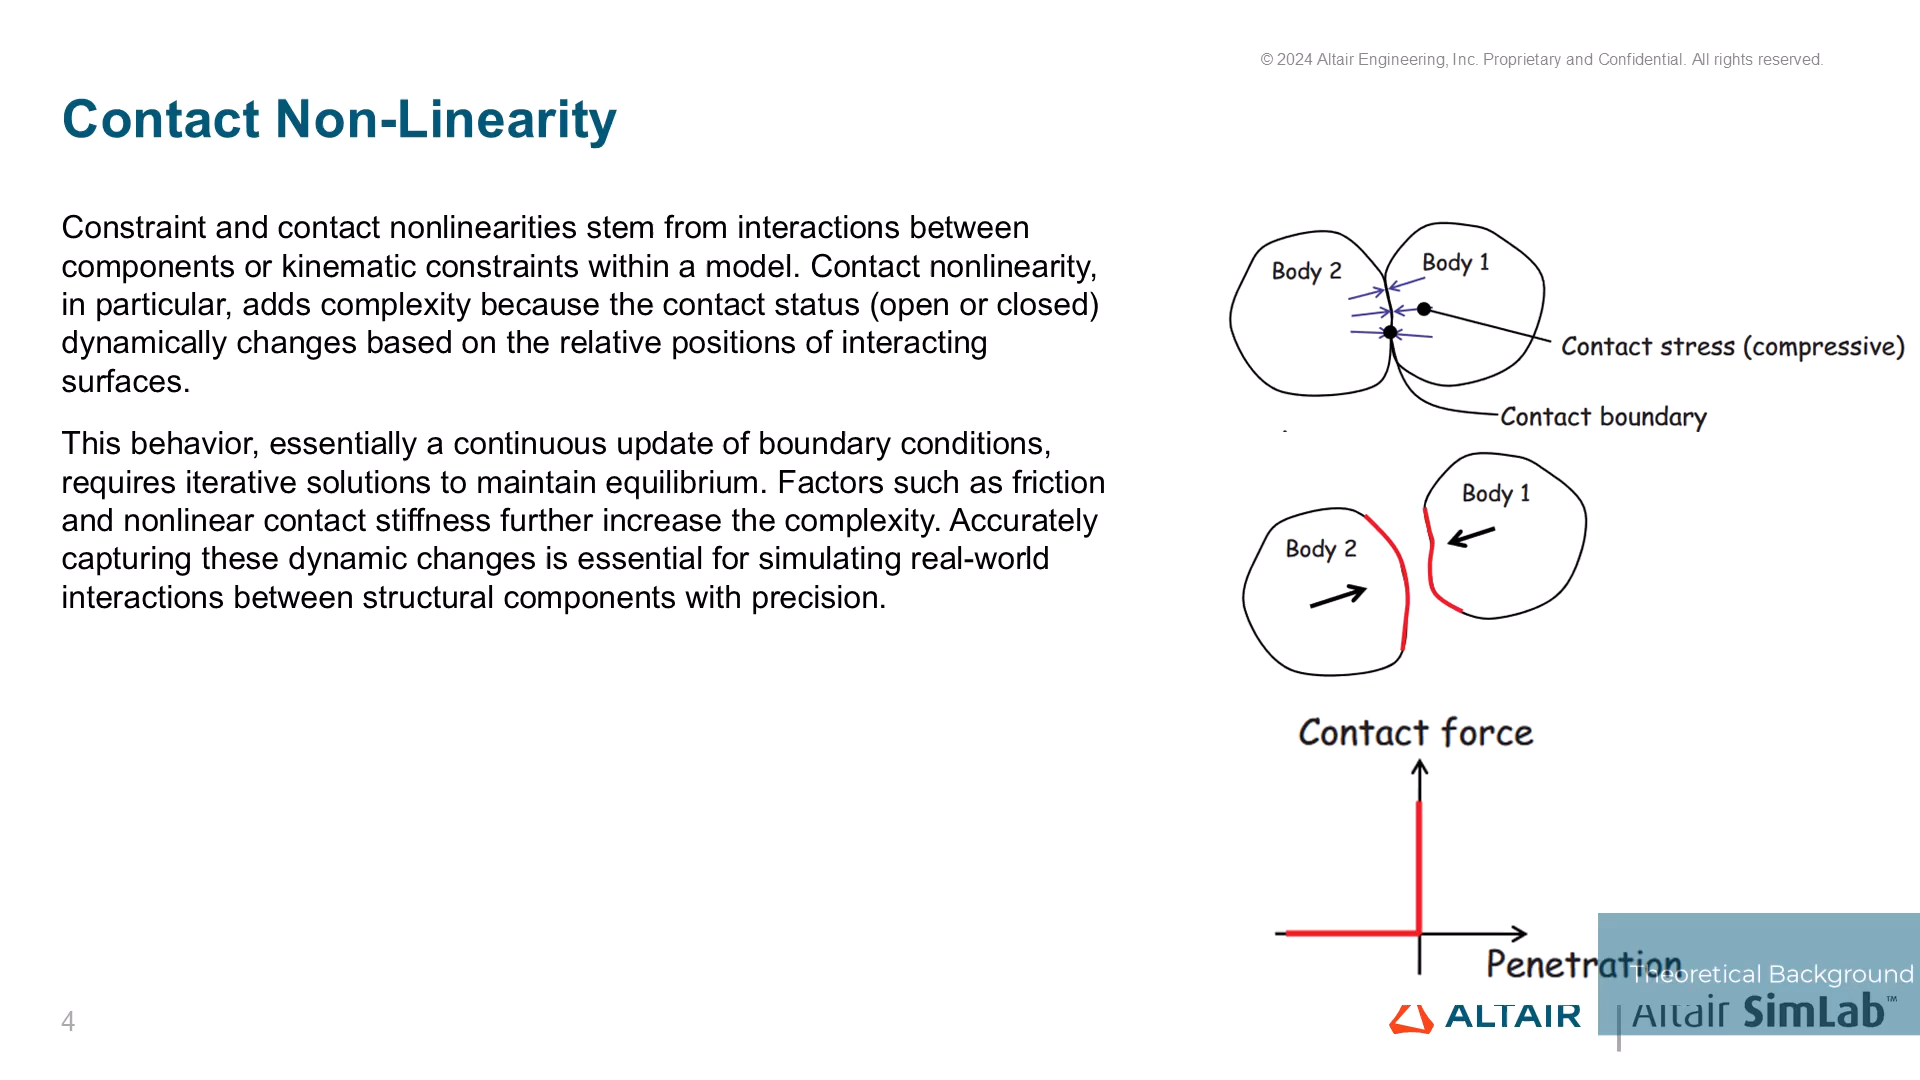 © 2024 Altair Engineering, Inc. Proprietary and Confidential. All rights reserved.
Contact Non-Linearity
Constraint and contact nonlinearities stem from interactions between
components or kinematic constraints within a model. Contact nonlinearity,
in particular, adds complexity because the contact status (open or closed)
dynamically changes based on the relative positions of interacting
surfaces.
This behavior, essentially a continuous update of boundary conditions,
requires iterative solutions to maintain equilibrium. Factors such as friction
and nonlinear contact stiffness further increase the complexity. Accurately
capturing these dynamic changes is essential for simulating real-world
interactions between structural components with precision.
Body 2
Body 1
Contact stress (compressive)
Contact boundary
Body 1
Body 2
Contact force
Penetration
Theoretical Background
4
ALTAIR
Altair SimLab™